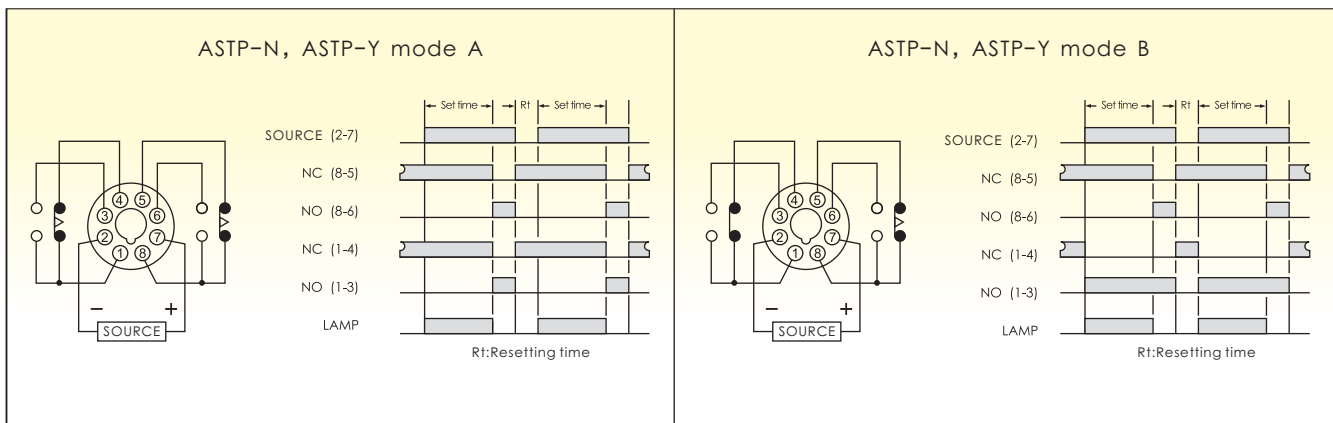 ASTP-N, ASTP-Y mode A
Set time Rt Set time
SOURCE (2-7)
NC (8-5)
NO (8-6)
NC (1-4)
NO (1-3)
LAMP
4 5
3 6
2 7
1 8
− +
SOURCE
Rt:Resetting time
ASTP-N, ASTP-Y mode B
Set time Rt Set time
SOURCE (2-7)
NC (8-5)
NO (8-6)
NC (1-4)
NO (1-3)
LAMP
4 5
3 6
2 7
1 8
− +
SOURCE
Rt:Resetting time